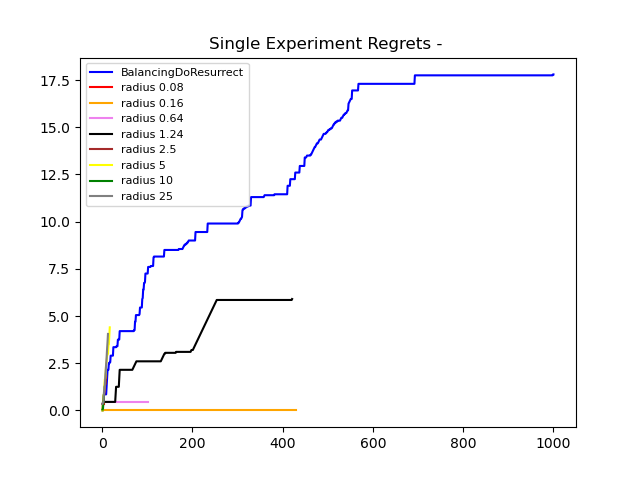 Single Experiment Regrets -
17.5
15.0
12.5
10.0
7.5
5.0
2.5
0.0
BalancingDoResurrect
radius 0.08
radius 0.16
radius 0.64
radius 1.24
radius 2.5
radius 5
radius 10
radius 25
0 200 400 600 800 1000